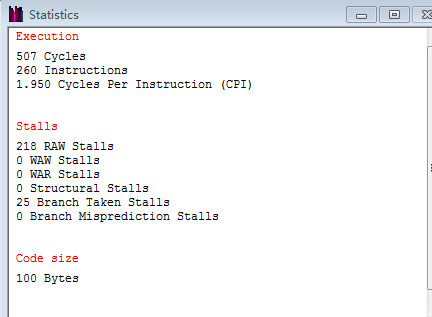 Statistics
Execution
507 Cycles
260 Instructions
1.950 Cycles Per Instruction (CPI)
Stalls
218 RAW Stalls
0 WAW Stalls
0 WAR Stalls
0 Structural Stalls
25 Branch Taken Stalls
0 Branch Misprediction Stalls
Code size
100 Bytes